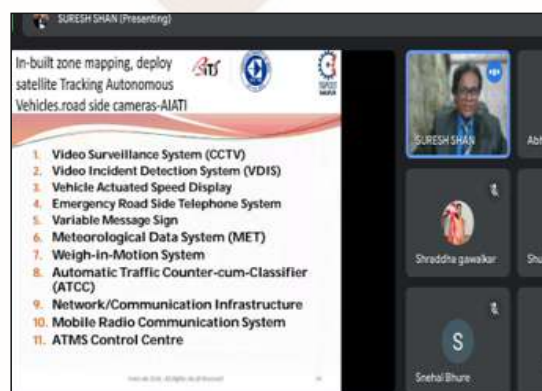 SURESH SHAN (Presenting)
In-built zone mapping, deploy
satellite Tracking Autonomous
Vehicles.road side cameras-AIATI
1. Video Surveillance System (CCTV)
2. Video Incident Detection System (VDIS)
3. Vehicle Actuated Speed Display
4. Emergency Road Side Telephone System
5. Variable Message Sign
6. Meteorological Data System (MET)
7. Weigh-in-Motion System
8. Automatic Traffic Counter-cum-Classifier
(ATCC)
9. Network/Communication Infrastructure
10. Mobile Radio Communication System
11. ATMS Control Centre
SURESH SHAN
Abh
Shraddha gawalkar
Shu
S
Snehal Bhure